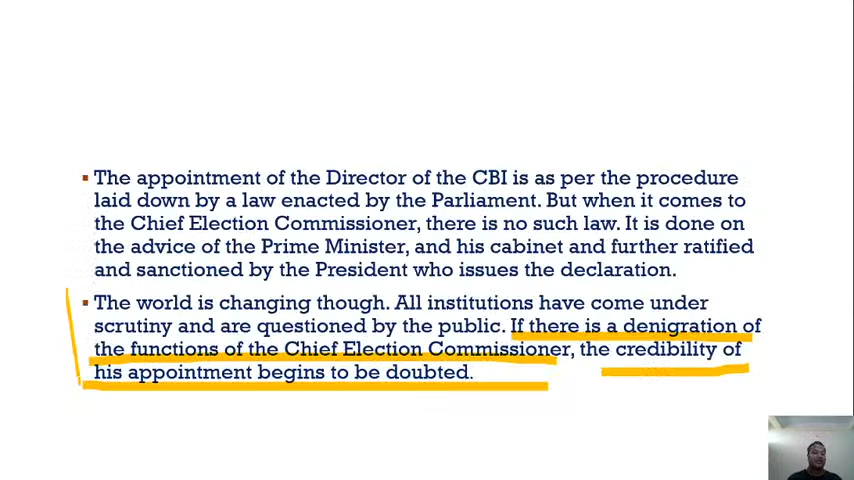 The appointment of the Director of the CBI is as per the procedure
laid down by a law enacted by the Parliament. But when it comes to
the Chief Election Commissioner, there is no such law. It is done on
the advice of the Prime Minister, and his cabinet and further ratified
and sanctioned by the President who issues the declaration.
The world is changing though. All institutions have come under
scrutiny and are questioned by the public. If there is a denigration of
the functions of the Chief Election Commissioner, the credibility of
his appointment begins to be doubted.